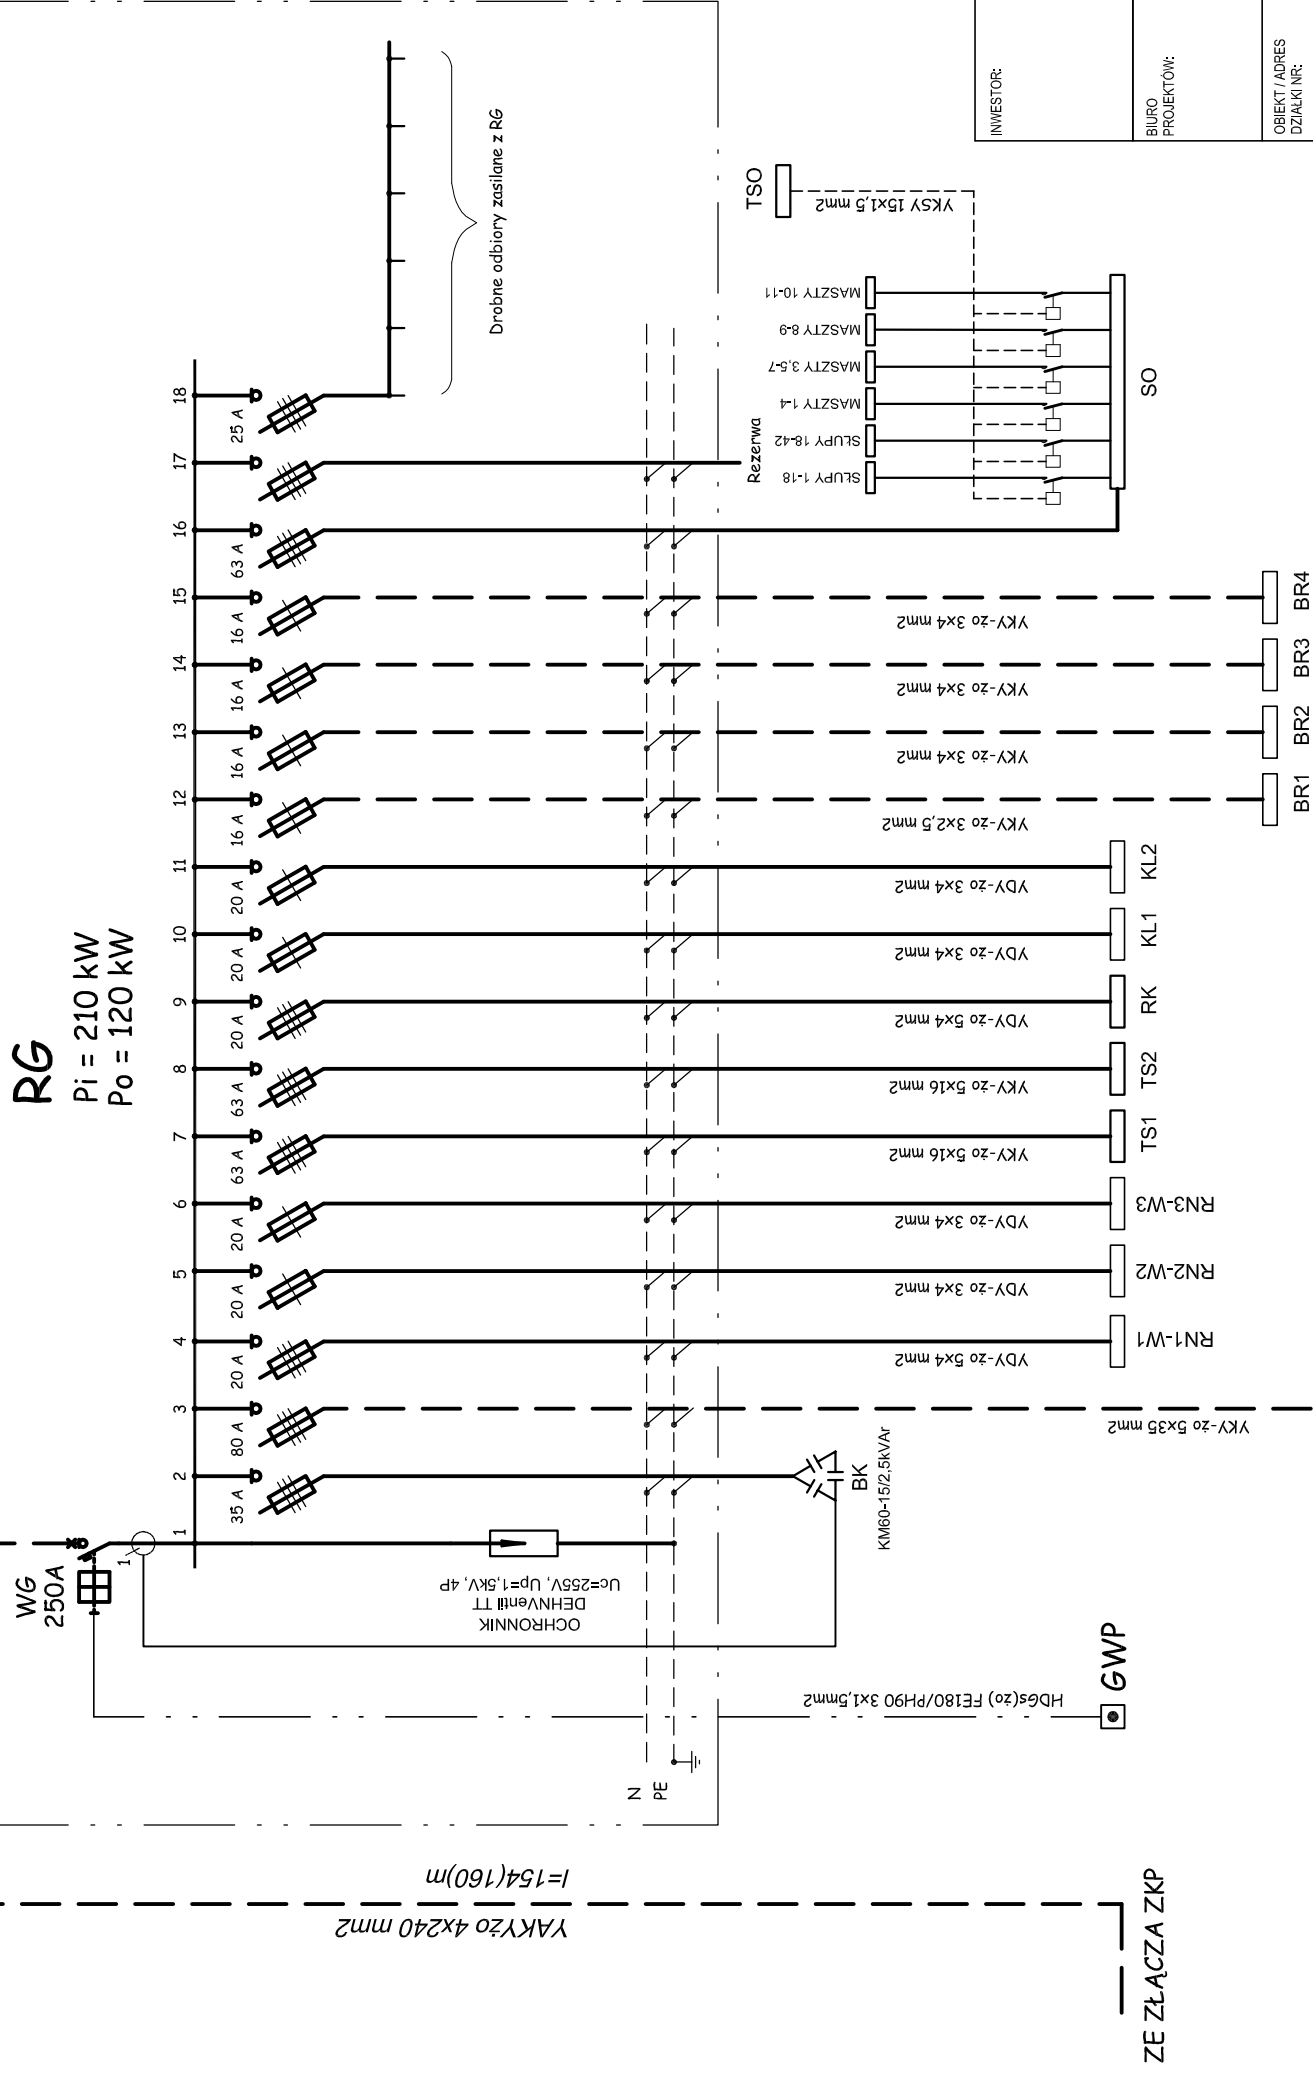 RG
Pi = 210 kW
Po = 120 kW
WG
250A
1
1
2
3
4
5
6
7
8
9
10
11
12
13
14
15
16
17
18
35 A
80 A
20 A
20 A
20 A
63 A
63 A
20 A
20 A
20 A
16 A
16 A
16 A
16 A
63 A
25 A
Drobne odbiory zasilane z RG
OCHRONNIK
DEHNVentil TT
Uc=255V, Up=1,5kV, 4P
N
PE
Rezerwa
BK
KM60-15/2,5kVAr
YKY-żo 5x35 mm2
YDY-żo 5x4 mm2
YDY-żo 3x4 mm2
YDY-żo 3x4 mm2
YKY-żo 5x16 mm2
YKY-żo 5x16 mm2
YDY-żo 5x4 mm2
YDY-żo 3x4 mm2
YDY-żo 3x4 mm2
YKY-żo 3x2,5 mm2
YKY-żo 3x4 mm2
YKY-żo 3x4 mm2
YKY-żo 3x4 mm2
RN1-W1
RN2-W2
RN3-W3
TS1
TS2
RK
KL1
KL2
BR1
BR2
BR3
BR4
SŁUPY 1-18
SŁUPY 18-42
MASZTY 1-4
MASZTY 3,5-7
MASZTY 8-9
MASZTY 10-11
SO
TSO
YKSY 15x1,5 mm2
HDGs(żo) FE180/PH90 3x1,5mm2
GWP
l=154(160)m
YAKYżo 4x240 mm2
ZE ZŁĄCZA ZKP
INWESTOR:
BIURO
PROJEKTÓW:
OBIEKT / ADRES
DZIAŁKI NR: